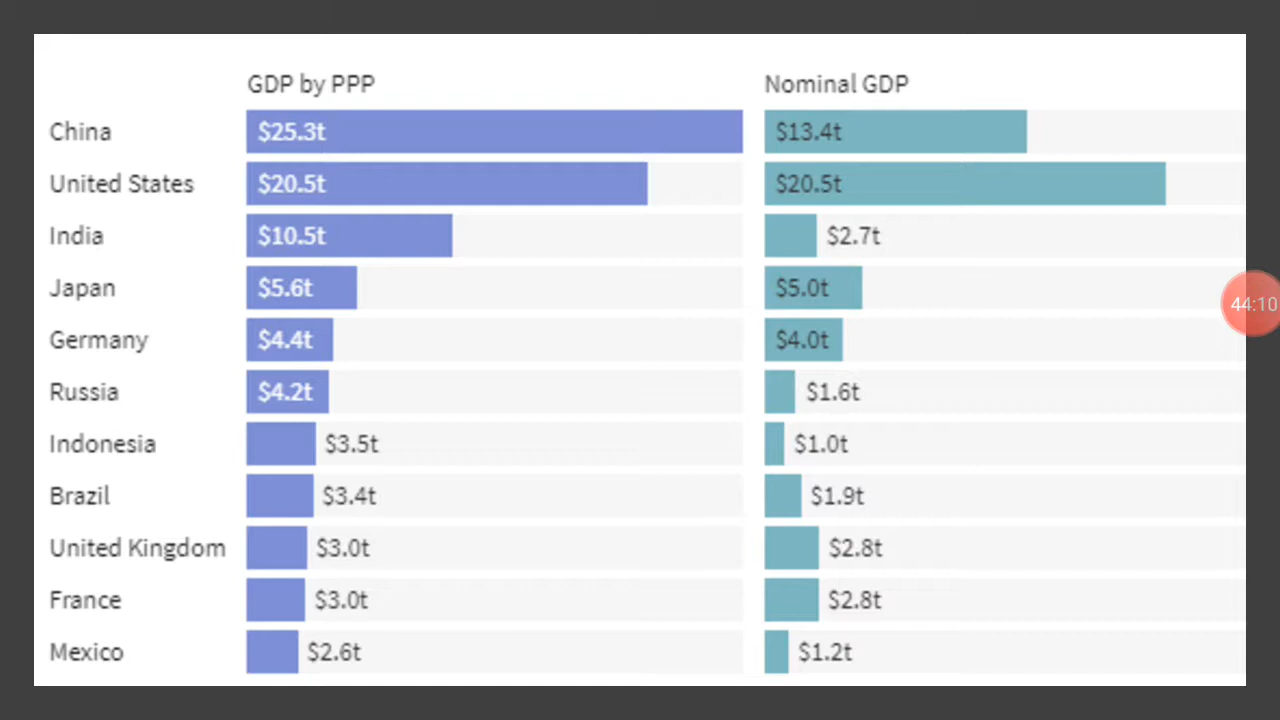 GDP by PPP Nominal GDP
China $25.3t $13.4t
United States $20.5t $20.5t
India $10.5t $2.7t
Japan $5.6t $5.0t
Germany $4.4t $4.0t
Russia $4.2t $1.6t
Indonesia $3.5t $1.0t
Brazil $3.4t $1.9t
United Kingdom $3.0t $2.8t
France $3.0t $2.8t
Mexico $2.6t $1.2t
44:10